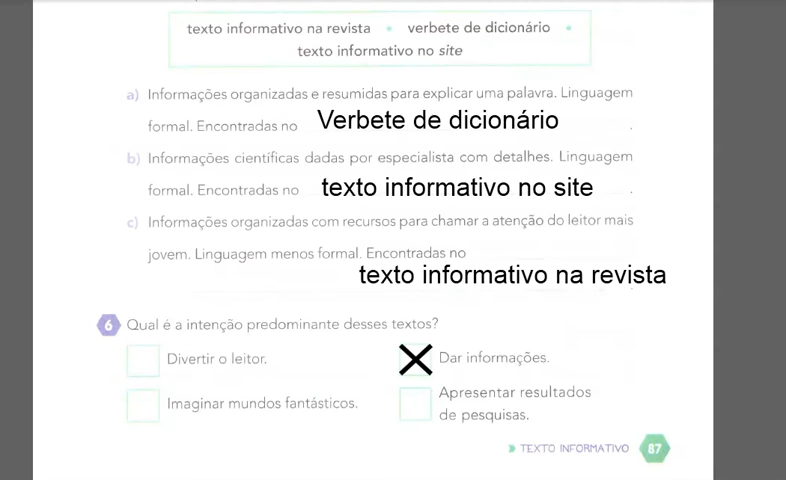 texto informativo na revista • verbete de dicionário •
texto informativo no site
a) Informações organizadas e resumidas para explicar uma palavra. Linguagem
formal. Encontradas no Verbete de dicionário .
b) Informações científicas dadas por especialista com detalhes. Linguagem
formal. Encontradas no texto informativo no site .
c) Informações organizadas com recursos para chamar a atenção do leitor mais
jovem. Linguagem menos formal. Encontradas no
texto informativo na revista
6 Qual é a intenção predominante desses textos?
Divertir o leitor.
X Dar informações.
Imaginar mundos fantásticos.
Apresentar resultados
de pesquisas.
TEXTO INFORMATIVO 87